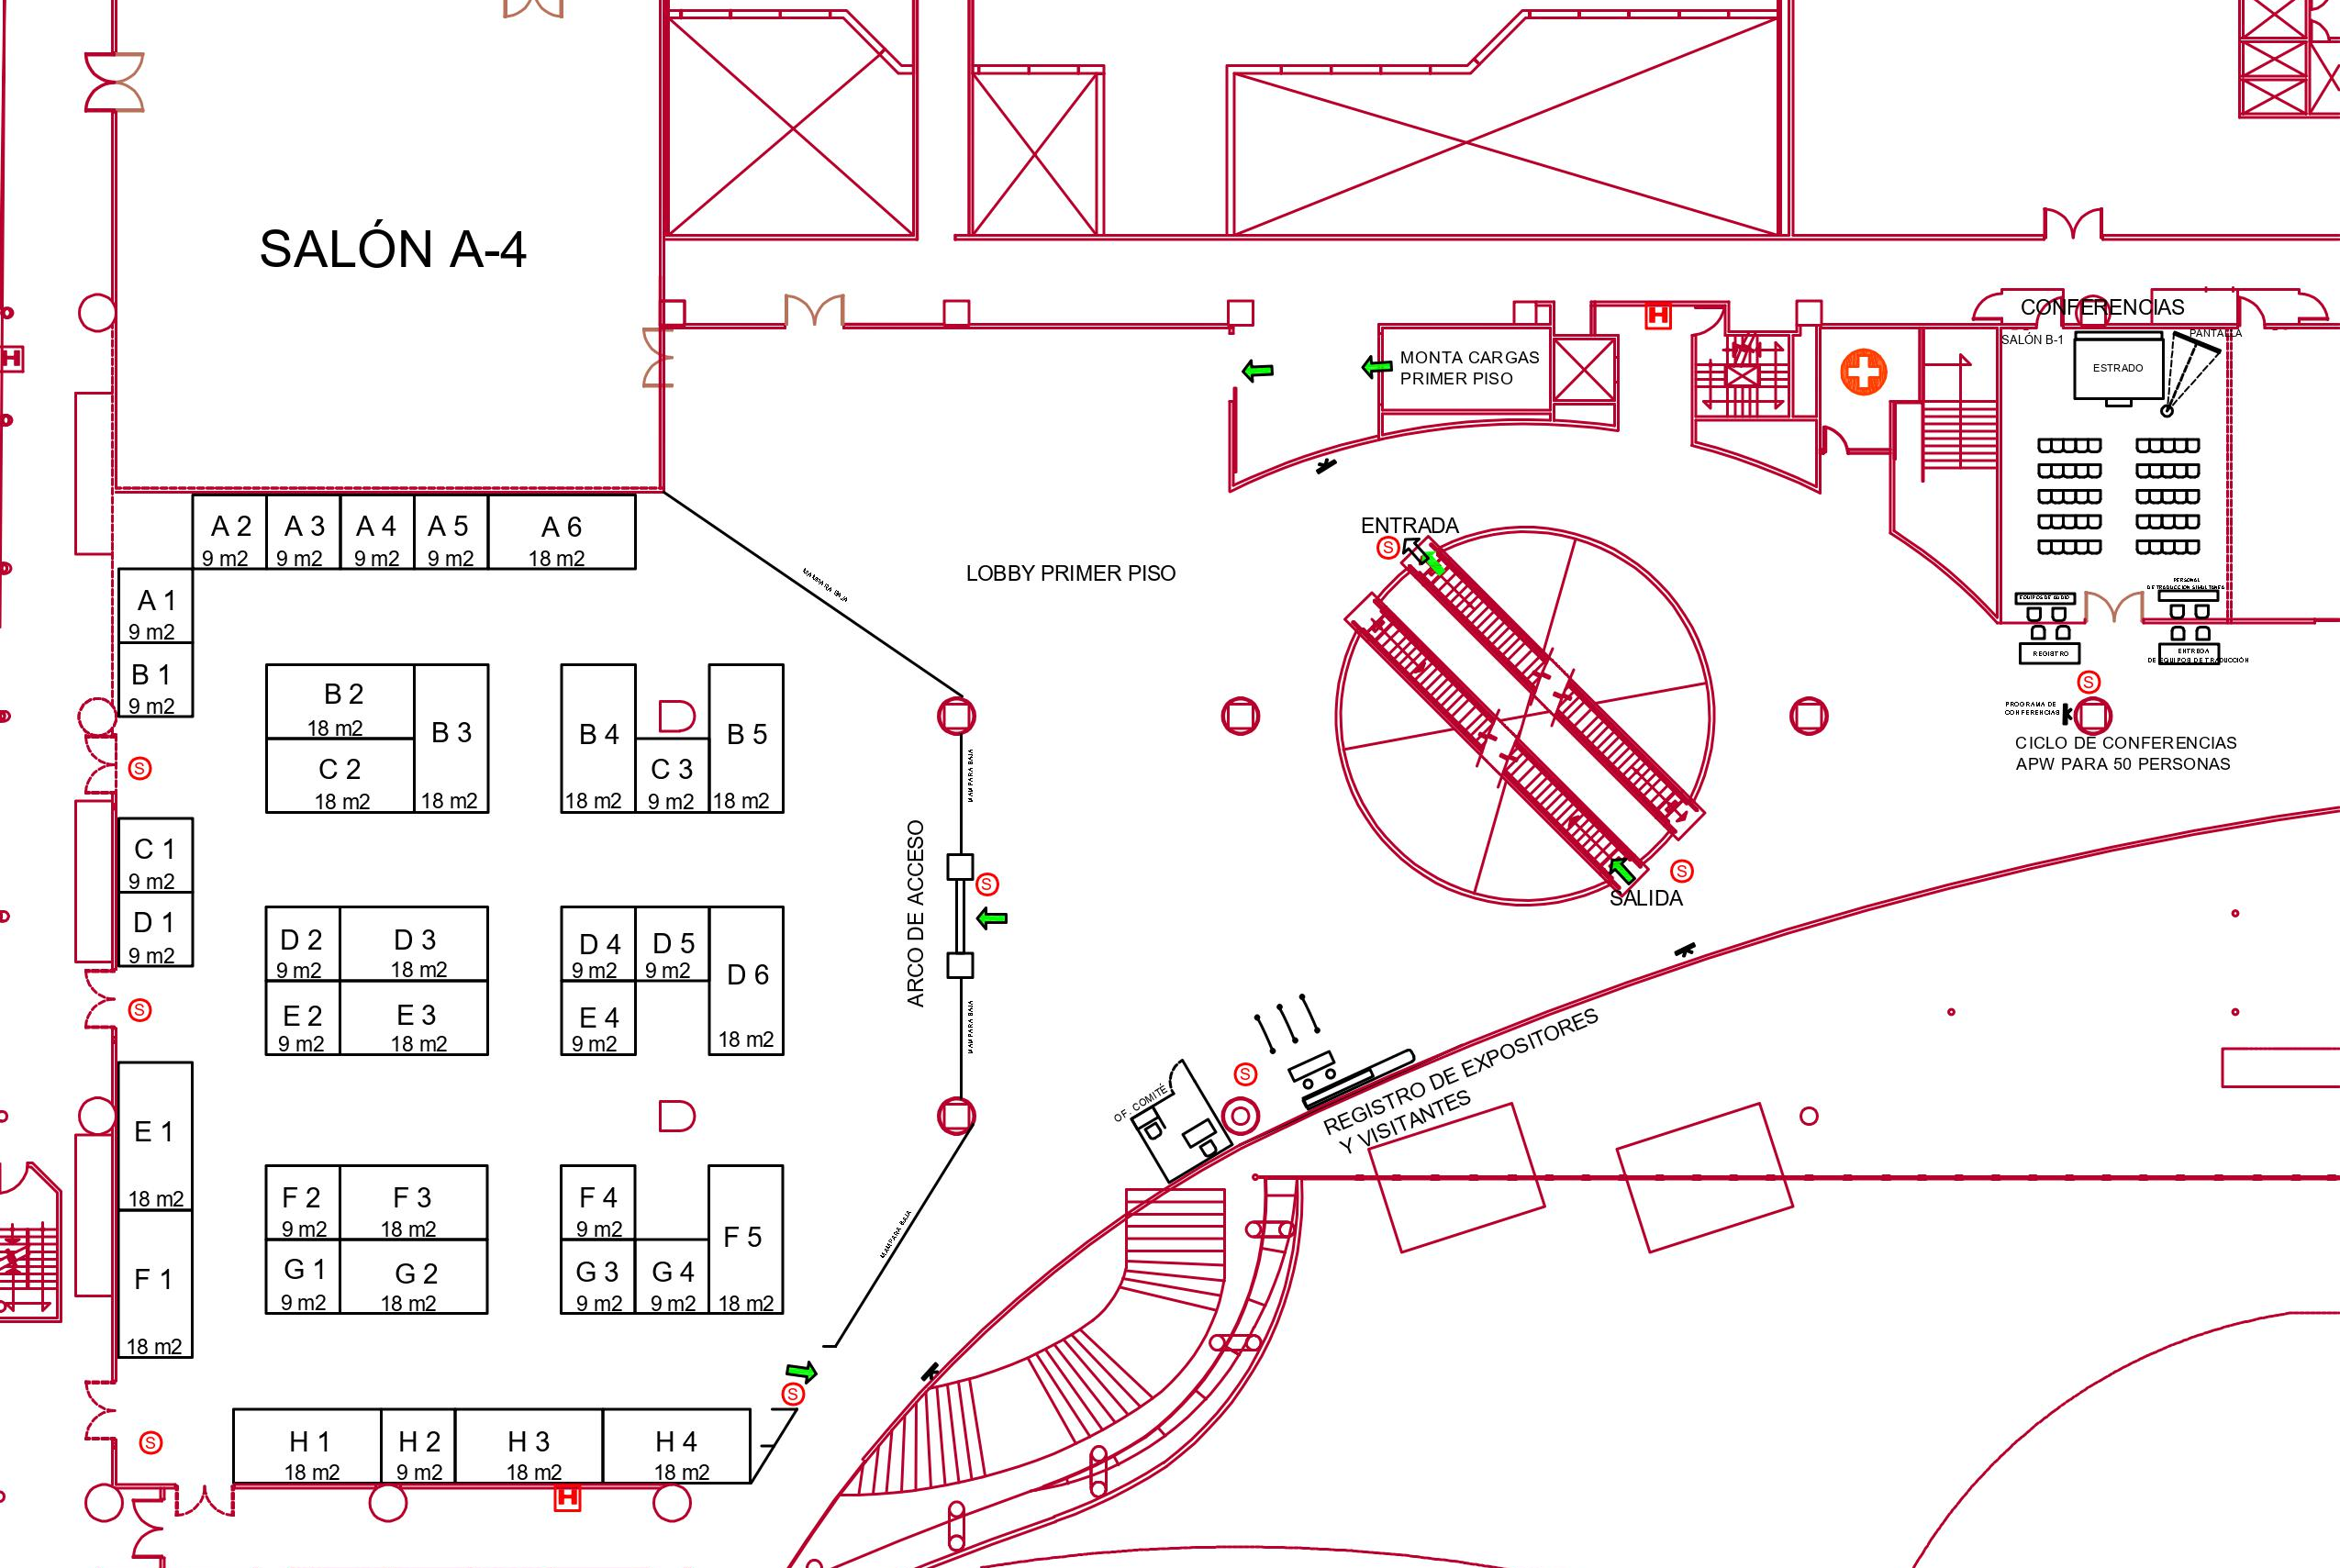 SALÓN A-4
CONFERENCIAS
SALÓN B-1
PANTALLA
ESTRADO
MONTA CARGAS
PRIMER PISO
H
H
A 2
9 m2
A 3
9 m2
A 4
9 m2
A 5
9 m2
A 6
18 m2
ENTRADA
S
LOBBY PRIMER PISO
MAMPARA BAJA
A 1
9 m2
B 1
9 m2
PERSONAL
DE TRADUCCION SIMULTANEA
EQUIPOS DE AUDIO
REGISTRO
ENTREGA
DE EQUIPOS DE TRADUCCIÓN
S
PROGRAMA DE
CONFERENCIAS
CICLO DE CONFERENCIAS
APW PARA 50 PERSONAS
B 2
18 m2
B 3
18 m2
C 2
18 m2
B 4
18 m2
C 3
9 m2
B 5
18 m2
MAMPARA BAJA
S
C 1
9 m2
D 1
9 m2
ARCO DE ACCESO
S
S
SALIDA
D 2
9 m2
D 3
18 m2
E 2
9 m2
E 3
18 m2
D 4
9 m2
D 5
9 m2
E 4
9 m2
D 6
18 m2
MAMPARA BAJA
S
REGISTRO DE EXPOSITORES
Y VISITANTES
S
OF. COMITÉ
E 1
18 m2
F 1
18 m2
F 2
9 m2
F 3
18 m2
G 1
9 m2
G 2
18 m2
F 4
9 m2
G 3
9 m2
G 4
9 m2
F 5
18 m2
MAMPARA BAJA
S
S
H 1
18 m2
H 2
9 m2
H 3
18 m2
H 4
18 m2
H